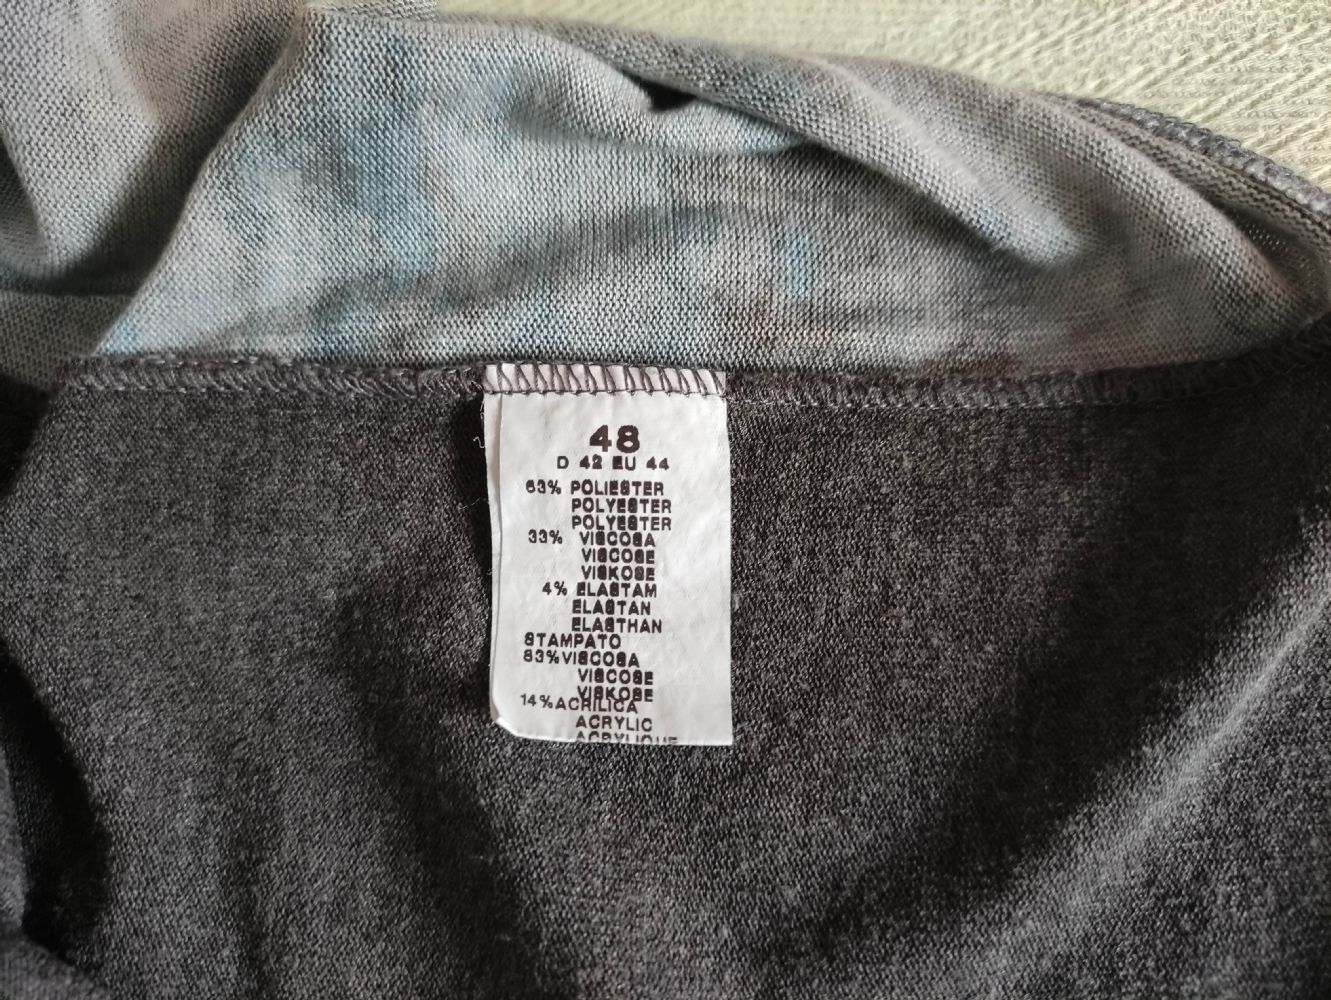 48
D 42 EU 44
63% POLIESTER
POLYESTER
POLYESTER
33% VISCOSA
VISCOSE
VISKOSE
4% ELASTAM
ELASTAN
ELASTHAN
STAMPATO
83%VISCOSA
VISCOSE
VISKOSE
14%ACRILICA
ACRYLIC
ACRYLIQUE